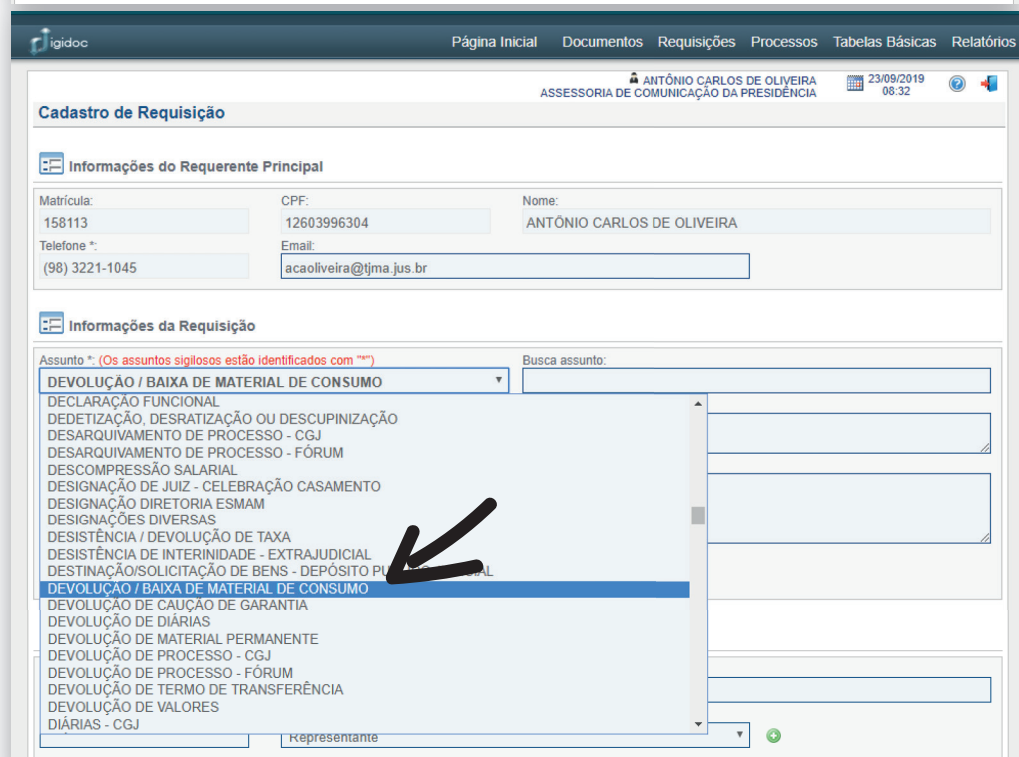 igidoc
Página Inicial Documentos Requisições Processos Tabelas Básicas Relatórios
ANTÔNIO CARLOS DE OLIVEIRA
ASSESSORIA DE COMUNICAÇÃO DA PRESIDÊNCIA
23/09/2019
08:32
Cadastro de Requisição
Informações do Requerente Principal
Matrícula: CPF: Nome:
158113 12603996304 ANTÔNIO CARLOS DE OLIVEIRA
Telefone *: Email:
(98) 3221-1045 acaoliveira@tjma.jus.br
Informações da Requisição
Assunto *: (Os assuntos sigilosos estão identificados com "*") Busca assunto:
DEVOLUÇÃO / BAIXA DE MATERIAL DE CONSUMO
DECLARAÇÃO FUNCIONAL
DEDETIZAÇÃO, DESRATIZAÇÃO OU DESCUPINIZAÇÃO
DESARQUIVAMENTO DE PROCESSO - CGJ
DESARQUIVAMENTO DE PROCESSO - FÓRUM
DESCOMPRESSÃO SALARIAL
DESIGNAÇÃO DE JUIZ - CELEBRAÇÃO CASAMENTO
DESIGNAÇÃO DIRETORIA ESMAM
DESIGNAÇÕES DIVERSAS
DESISTÊNCIA / DEVOLUÇÃO DE TAXA
DESISTÊNCIA DE INTERINIDADE - EXTRAJUDICIAL
DESTINAÇÃO/SOLICITAÇÃO DE BENS - DEPÓSITO
DEVOLUÇÃO / BAIXA DE MATERIAL DE CONSUMO
DEVOLUÇÃO DE CAUÇÃO DE GARANTIA
DEVOLUÇÃO DE DIÁRIAS
DEVOLUÇÃO DE MATERIAL PERMANENTE
DEVOLUÇÃO DE PROCESSO - CGJ
DEVOLUÇÃO DE PROCESSO - FÓRUM
DEVOLUÇÃO DE TERMO DE TRANSFERÊNCIA
DEVOLUÇÃO DE VALORES
DIÁRIAS - CGJ
Representante